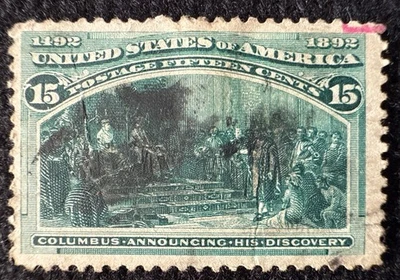 1492 1892
UNITED STATES OF AMERICA
POSTAGE FIFTEEN CENTS
15 15
COLUMBUS · ANNOUNCING · HIS · DISCOVERY